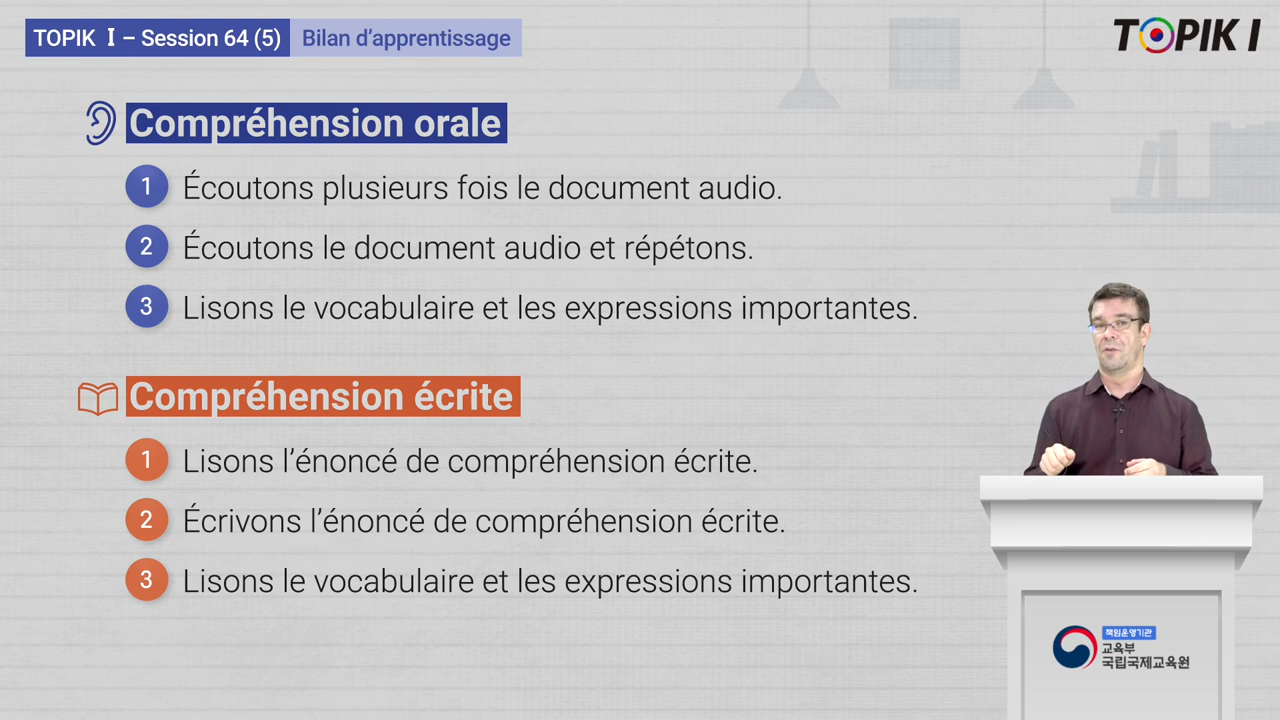 TOPIK I – Session 64 (5) Bilan d'apprentissage
TOPIK I
Compréhension orale
1 Écoutons plusieurs fois le document audio.
2 Écoutons le document audio et répétons.
3 Lisons le vocabulaire et les expressions importantes.
Compréhension écrite
1 Lisons l'énoncé de compréhension écrite.
2 Écrivons l'énoncé de compréhension écrite.
3 Lisons le vocabulaire et les expressions importantes.
책임운영기관
교육부
국립국제교육원